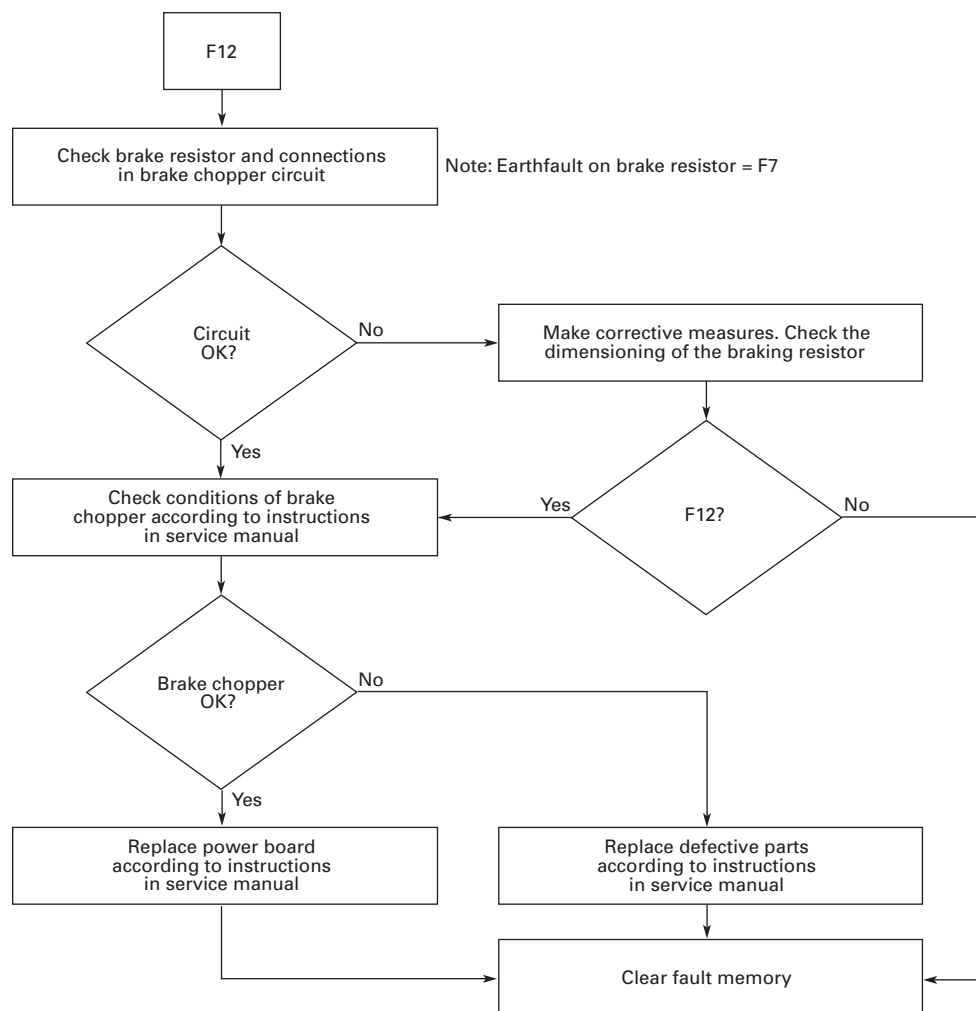 F12
Check brake resistor and connections
in brake chopper circuit
Note: Earthfault on brake resistor = F7
Circuit
OK?
No
Make corrective measures. Check the
dimensioning of the braking resistor
Yes
Check conditions of brake
chopper according to instructions
in service manual
Yes
F12?
No
Brake chopper
OK?
No
Yes
Replace power board
according to instructions
in service manual
Replace defective parts
according to instructions
in service manual
Clear fault memory